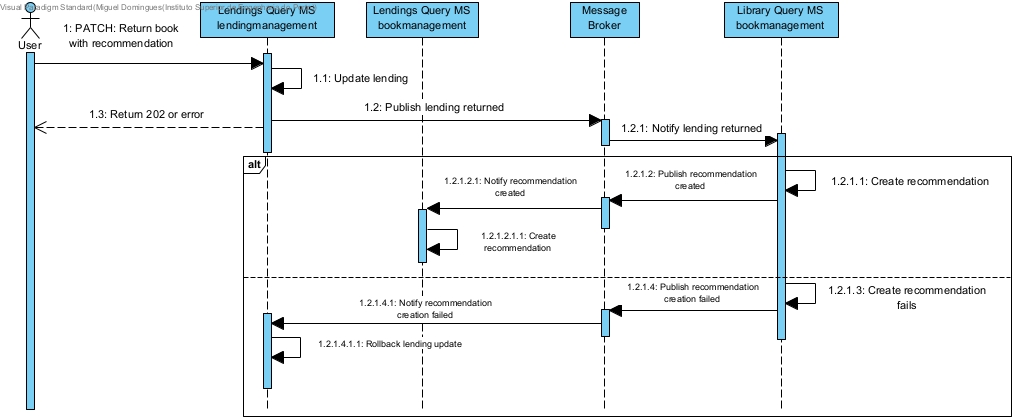 Visual Paradigm Standard(Miguel Domingues(Instituto Superior
Lendings Query MS
lendingmanagement
Lendings Query MS
bookmanagement
Message
Broker
Library Query MS
bookmanagement
User
1: PATCH: Return book
with recommendation
1.1: Update lending
1.2: Publish lending returned
1.3: Return 202 or error
1.2.1: Notify lending returned
alt
1.2.1.1: Create recommendation
1.2.1.2: Publish recommendation
created
1.2.1.2.1: Notify recommendation
created
1.2.1.2.1.1: Create
recommendation
1.2.1.3: Create recommendation
fails
1.2.1.4: Publish recommendation
creation failed
1.2.1.4.1: Notify recommendation
creation failed
1.2.1.4.1.1: Rollback lending update